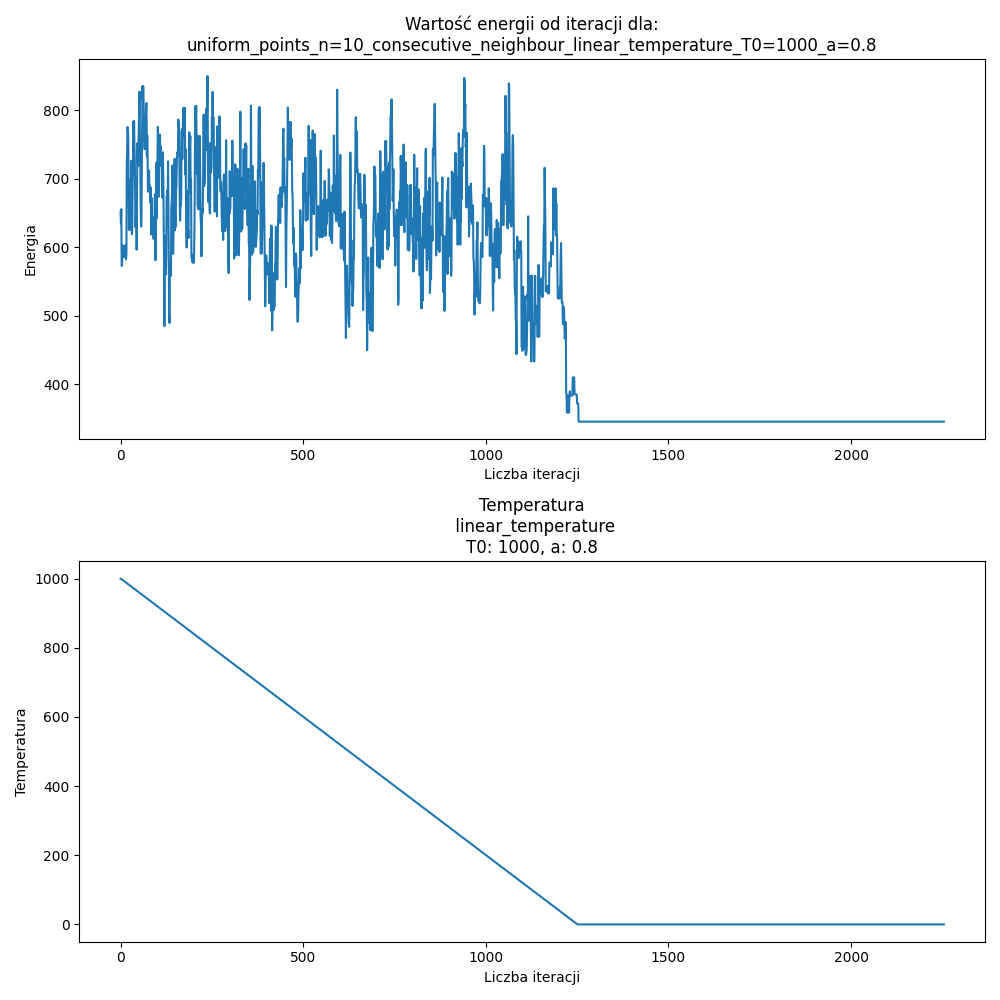 Wartość energii od iteracji dla:
uniform_points_n=10_consecutive_neighbour_linear_temperature_T0=1000_a=0.8
800
700
600
500
400
Energia
0
500
1000
1500
2000
Liczba iteracji
Temperatura
linear_temperature
T0: 1000, a: 0.8
1000
800
600
400
200
0
Temperatura
0
500
1000
1500
2000
Liczba iteracji